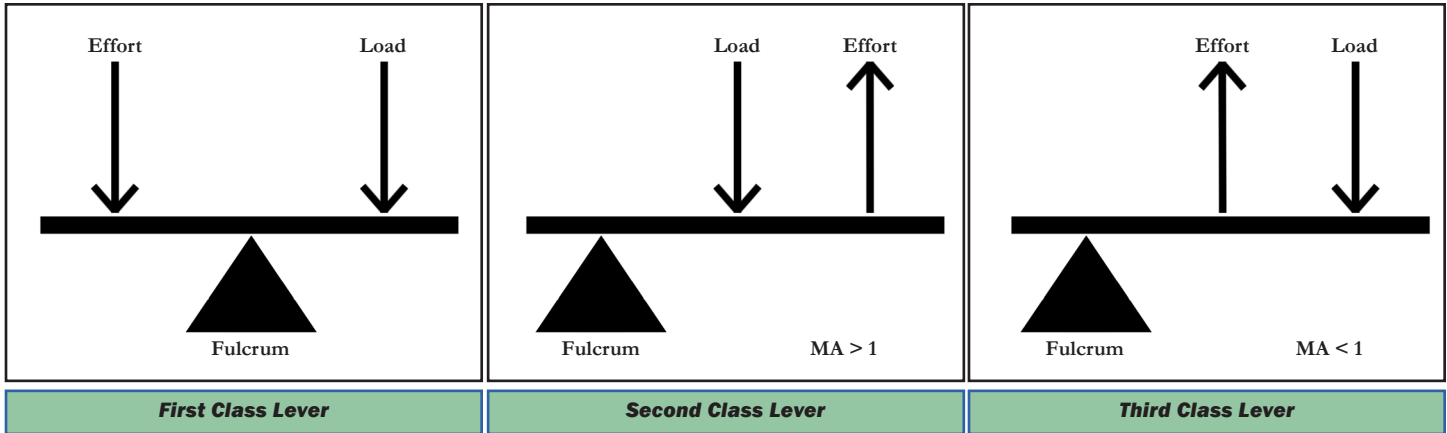 Effort
Load
Fulcrum
First Class Lever
Load
Effort
Fulcrum
MA > 1
Second Class Lever
Effort
Load
Fulcrum
MA < 1
Third Class Lever